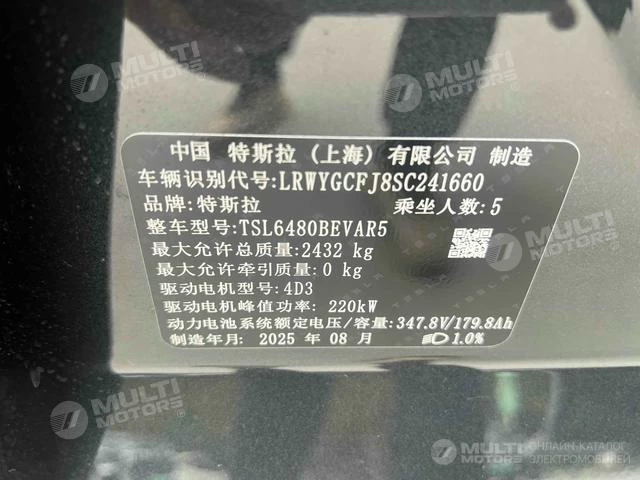 MULTI
MOTORS
MULTI
MOTORS
中国 特斯拉 (上海) 有限公司 制造
车辆识别代号:LRWYGCFJ8SC241660
品牌:特斯拉 乘坐人数:5
整车型号:TSL6480BEVAR5
最大允许总质量:2432 kg
最大允许牵引质量:0 kg
驱动电机型号:4D3
驱动电机峰值功率: 220kW
动力电池系统额定电压/容量:347.8V/179.8Ah
制造年月: 2025 年 08 月 1.0%
MULTI
MOTORS
MULTI
MOTORS
ОНЛАЙН-КАТАЛОГ
ЭЛЕКТРОМОБИЛЕЙ